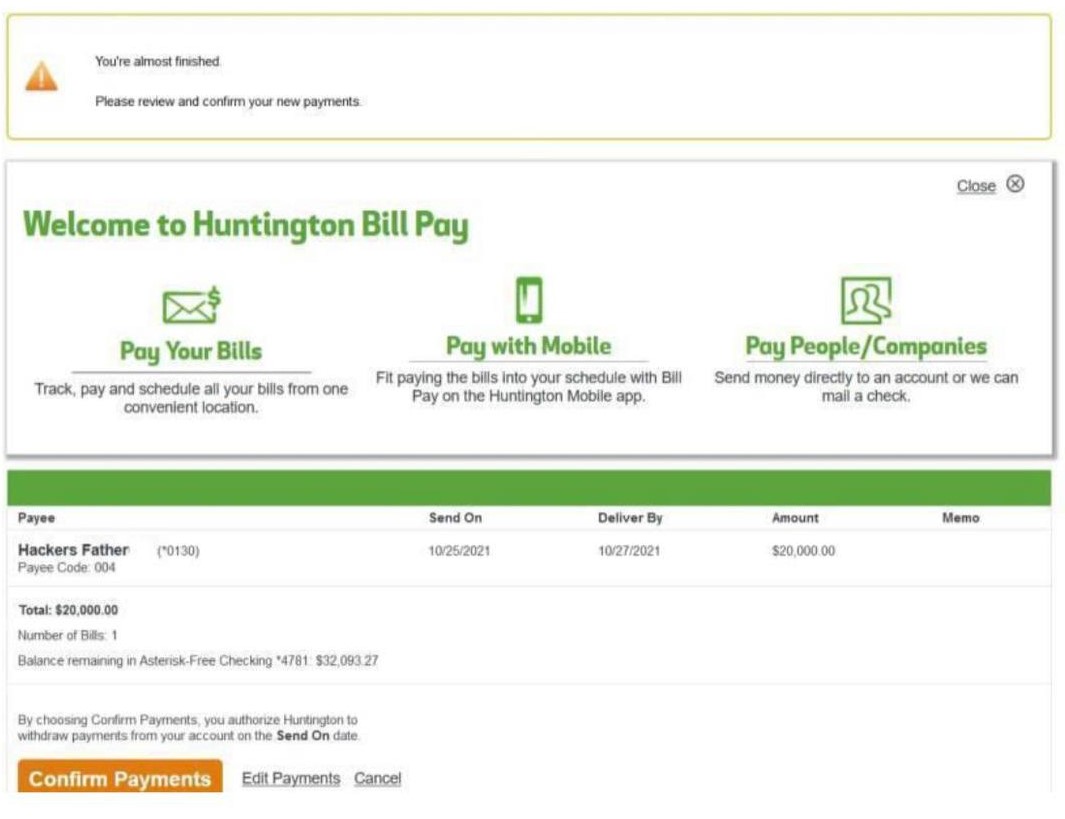 You're almost finished.
Please review and confirm your new payments.
Close
Welcome to Huntington Bill Pay
$
Pay Your Bills
Track, pay and schedule all your bills from one
convenient location.
Pay with Mobile
Fit paying the bills into your schedule with Bill
Pay on the Huntington Mobile app.
Pay People/Companies
Send money directly to an account or we can
mail a check.
Payee Send On Deliver By Amount Memo
Hackers Father (*0130) 10/25/2021 10/27/2021 $20,000.00
Payee Code: 004
Total: $20,000.00
Number of Bills: 1
Balance remaining in Asterisk-Free Checking *4781: $32,093.27
By choosing Confirm Payments, you authorize Huntington to
withdraw payments from your account on the Send On date.
Confirm Payments Edit Payments Cancel